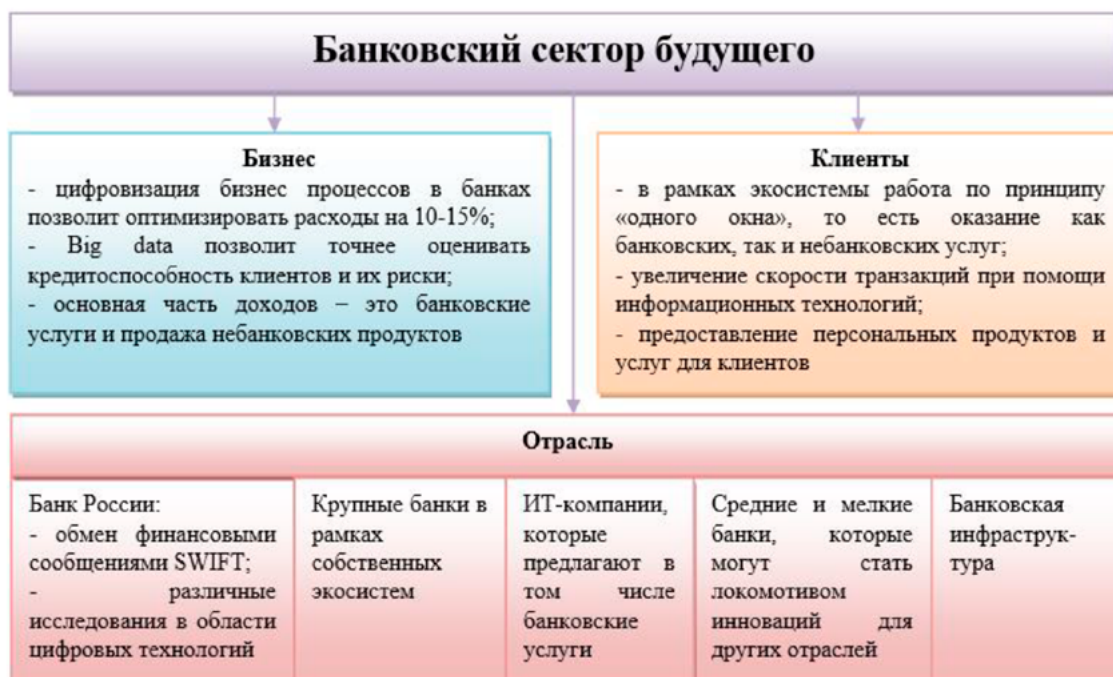 Банковский сектор будущего
Бизнес
- цифровизация бизнес процессов в банках
позволит оптимизировать расходы на 10-15%;
- Big data позволит точнее оценивать
кредитоспособность клиентов и их риски;
- основная часть доходов – это банковские
услуги и продажа небанковских продуктов
Клиенты
- в рамках экосистемы работа по принципу
«одного окна», то есть оказание как
банковских, так и небанковских услуг;
- увеличение скорости транзакций при помощи
информационных технологий;
- предоставление персональных продуктов и
услуг для клиентов
Отрасль
Банк России:
- обмен финансовыми
сообщениями SWIFT;
- различные
исследования в области
цифровых технологий
Крупные банки в
рамках
собственных
экосистем
ИТ-компании,
которые
предлагают в
том числе
банковские
услуги
Средние и мелкие
банки, которые
могут стать
локомотивом
инноваций для
других отраслей
Банковская
инфраструк-
тура